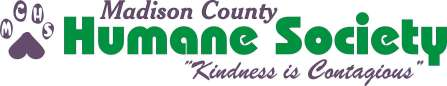 MCHS
Madison County
Humane Society
"Kindness is Contagious"